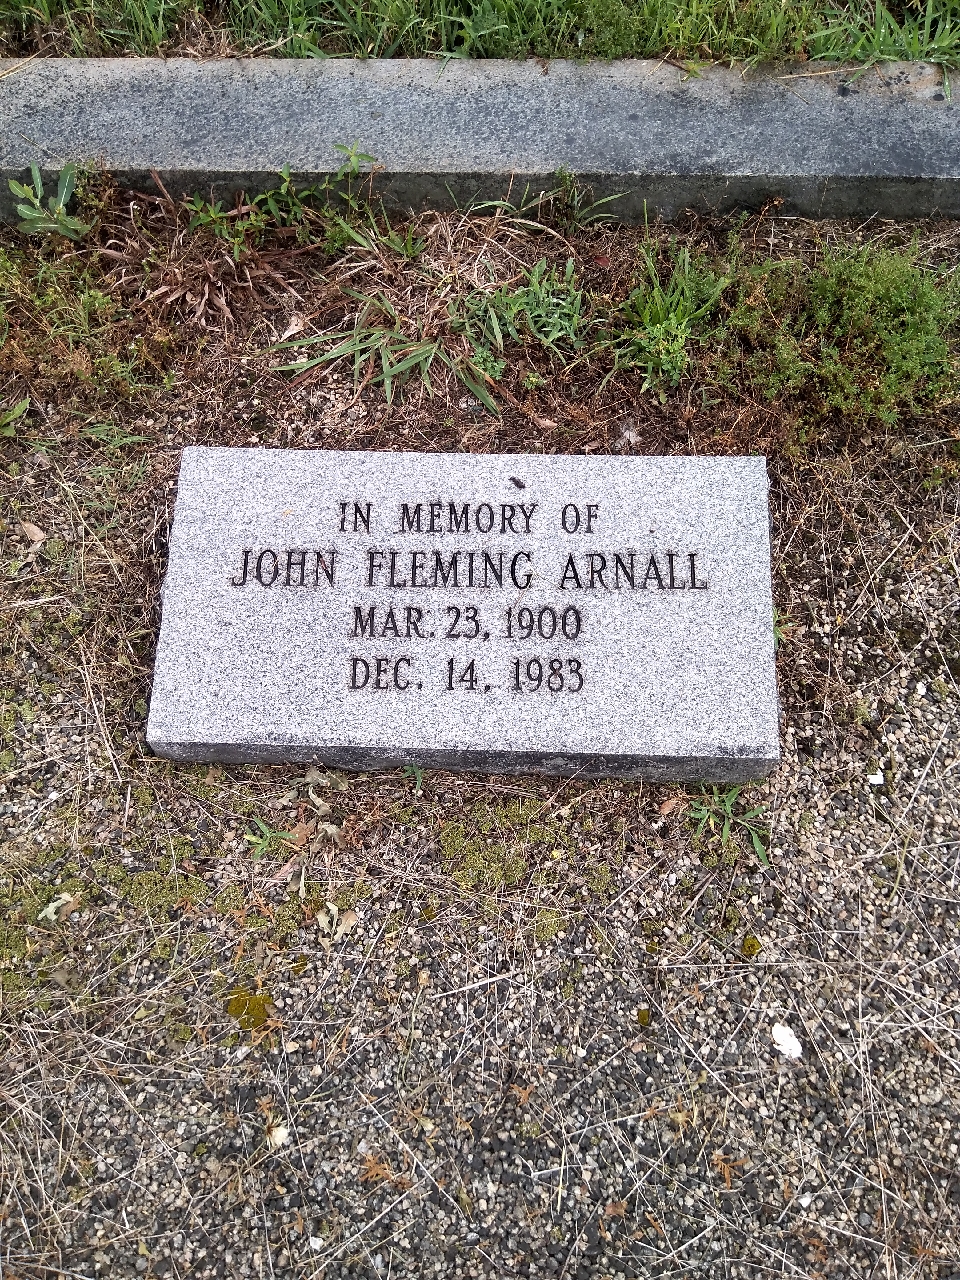 IN MEMORY OF
JOHN FLEMING ARNALL
MAR. 23, 1900
DEC. 14, 1983